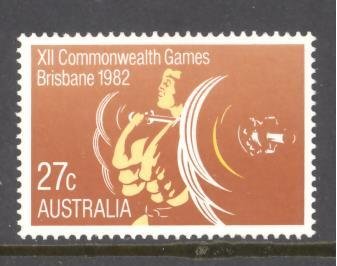 XII Commonwealth Games
Brisbane 1982
27c
AUSTRALIA